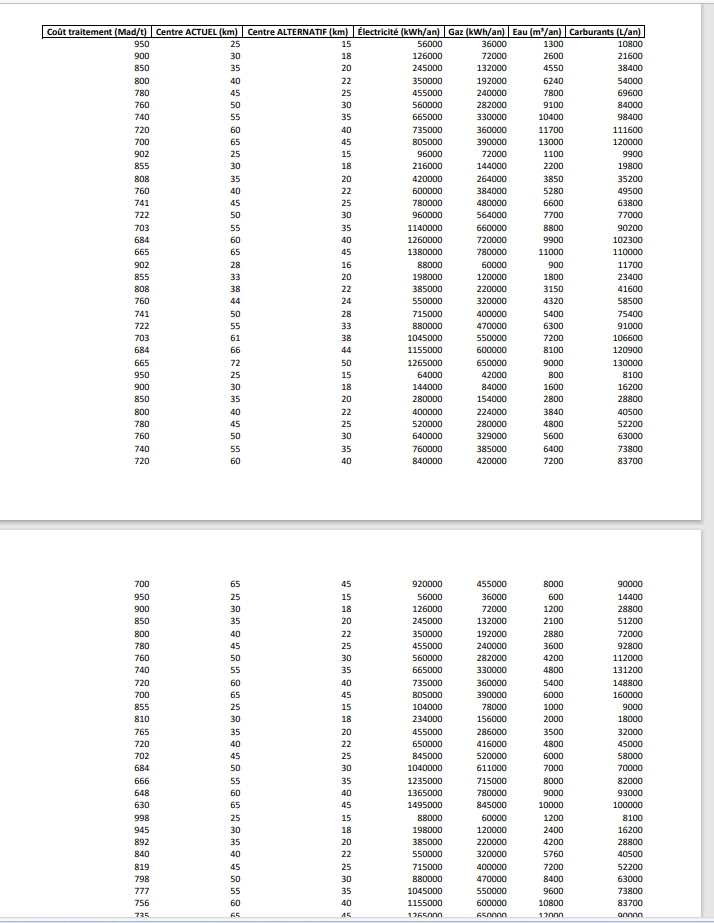 Coût traitement (Mad/t) Centre ACTUEL (km) Centre ALTERNATIF (km) Électricité (kWh/an) Gaz (kWh/an) Eau (m³/an) Carburants (L/an)
950 25 15 56000 36000 1300 10800
900 30 18 126000 72000 2600 21600
850 35 20 245000 132000 4550 38400
800 40 22 350000 192000 6240 54000
780 45 25 455000 240000 7800 69600
760 50 30 560000 282000 9100 84000
740 55 35 665000 330000 10400 98400
720 60 40 735000 360000 11700 111600
700 65 45 805000 390000 13000 120000
902 25 15 96000 72000 1100 9900
855 30 18 216000 144000 2200 19800
808 35 20 420000 264000 3850 35200
760 40 22 600000 384000 5280 49500
741 45 25 780000 480000 6600 63800
722 50 30 960000 564000 7700 77000
703 55 35 1140000 660000 8800 90200
684 60 40 1260000 720000 9900 102300
665 65 45 1380000 780000 11000 110000
902 28 16 88000 60000 900 11700
855 33 20 198000 120000 1800 23400
808 38 22 385000 220000 3150 41600
760 44 24 550000 320000 4320 58500
741 50 28 715000 400000 5400 75400
722 55 33 880000 470000 6300 91000
703 61 38 1045000 550000 7200 106600
684 66 44 1155000 600000 8100 120900
665 72 50 1265000 650000 9000 130000
950 25 15 64000 42000 800 8100
900 30 18 144000 84000 1600 16200
850 35 20 280000 154000 2800 28800
800 40 22 400000 224000 3840 40500
780 45 25 520000 280000 4800 52200
760 50 30 640000 329000 5600 63000
740 55 35 760000 385000 6400 73800
720 60 40 840000 420000 7200 83700
700 65 45 920000 455000 8000 90000
950 25 15 56000 36000 600 14400
900 30 18 126000 72000 1200 28800
850 35 20 245000 132000 2100 51200
800 40 22 350000 192000 2880 72000
780 45 25 455000 240000 3600 92800
760 50 30 560000 282000 4200 112000
740 55 35 665000 330000 4800 131200
720 60 40 735000 360000 5400 148800
700 65 45 805000 390000 6000 160000
855 25 15 104000 78000 1000 9000
810 30 18 234000 156000 2000 18000
765 35 20 455000 286000 3500 32000
720 40 22 650000 416000 4800 45000
702 45 25 845000 520000 6000 58000
684 50 30 1040000 611000 7000 70000
666 55 35 1235000 715000 8000 82000
648 60 40 1365000 780000 9000 93000
630 65 45 1495000 845000 10000 100000
998 25 15 88000 60000 1200 8100
945 30 18 198000 120000 2400 16200
892 35 20 385000 220000 4200 28800
840 40 22 550000 320000 5760 40500
819 45 25 715000 400000 7200 52200
798 50 30 880000 470000 8400 63000
777 55 35 1045000 550000 9600 73800
756 60 40 1155000 600000 10800 83700
735 65 45 1265000 650000 12000 90000